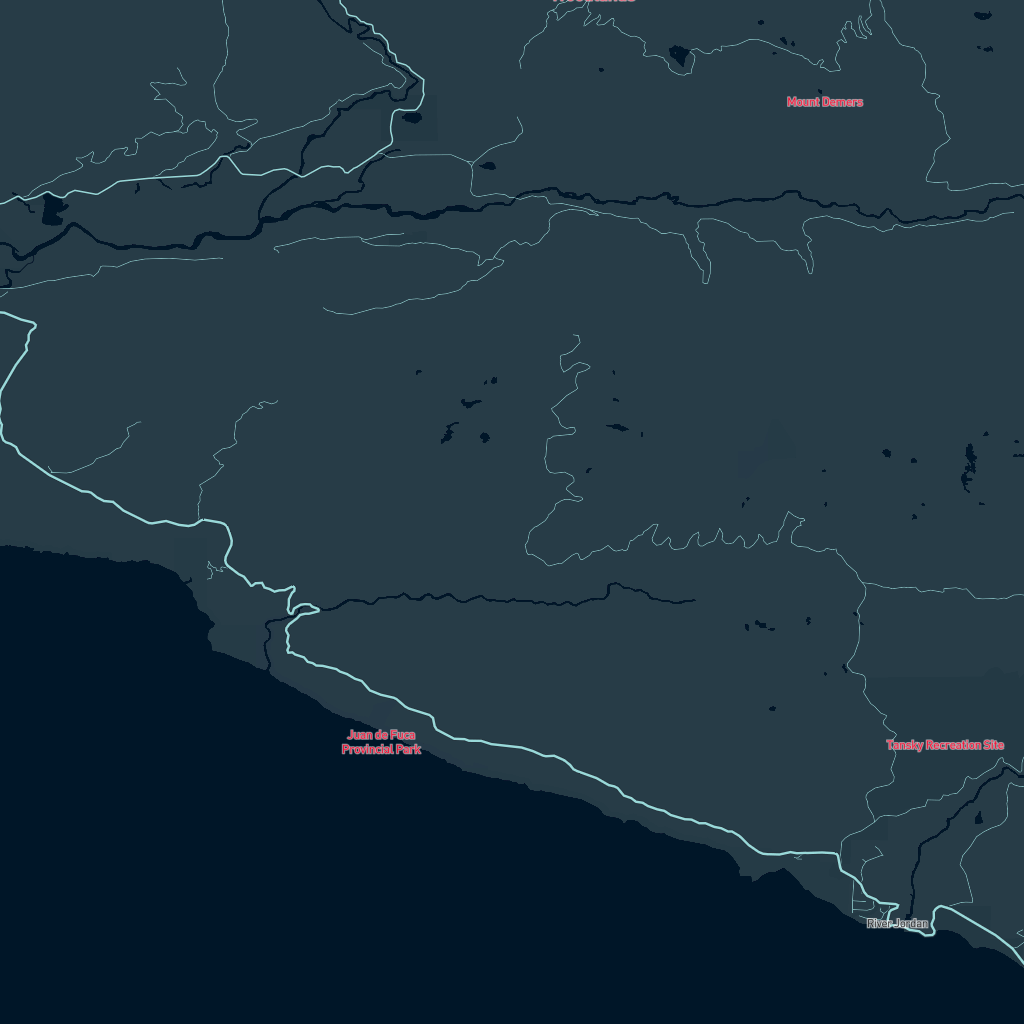 Mount Demers
Juan de Fuca
Provincial Park
Tansky Recreation Site
River Jordan